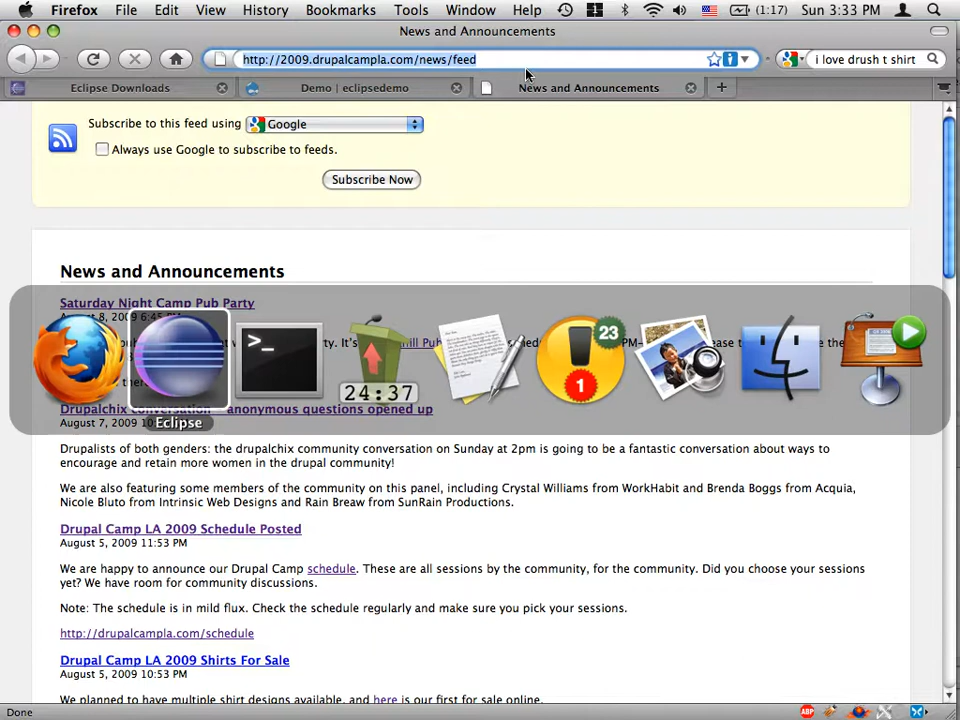 Firefox File Edit View History Bookmarks Tools Window Help (1:17) Sun 3:33 PM
News and Announcements
http://2009.drupalcampla.com/news/feed
i love drush t shirt
Eclipse Downloads
Demo | eclipsedemo
News and Announcements
Subscribe to this feed using Google
Always use Google to subscribe to feeds.
Subscribe Now
News and Announcements
Saturday Night Camp Pub Party
8, 2009 6:45 P
>_
24:37
23
1
Eclipse
Drupalchix conversation - anonymous questions opened up
August 7, 2009 10
Drupalists of both genders: the drupalchix community conversation on Sunday at 2pm is going to be a fantastic conversation about ways to
encourage and retain more women in the drupal community!
We are also featuring some members of the community on this panel, including Crystal Williams from WorkHabit and Brenda Boggs from Acquia,
Nicole Bluto from Intrinsic Web Designs and Rain Breaw from SunRain Productions.
Drupal Camp LA 2009 Schedule Posted
August 5, 2009 11:53 PM
We are happy to announce our Drupal Camp schedule. These are all sessions by the community, for the community. Did you choose your sessions
yet? We have room for community discussions.
Note: The schedule is in mild flux. Check the schedule regularly and make sure you pick your sessions.
http://drupalcampla.com/schedule
Drupal Camp LA 2009 Shirts For Sale
August 5, 2009 10:53 PM
We planned to have multiple shirt designs available, and here is our first for sale online.
Done
ABP